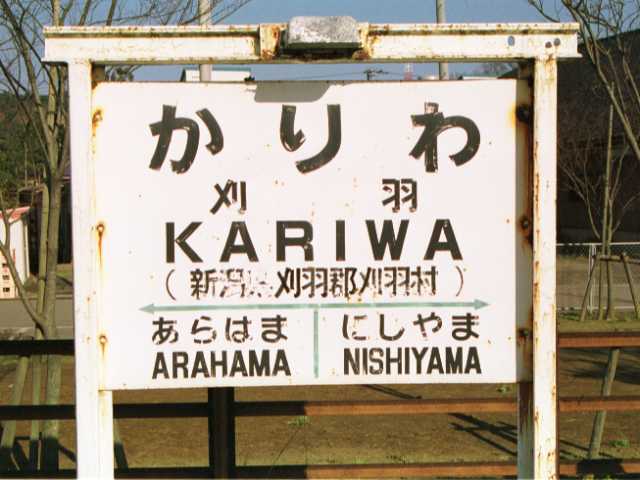 かりわ
刈 羽
KARIWA
(新潟県刈羽郡刈羽村)
あらはま にしやま
ARAHAMA NISHIYAMA